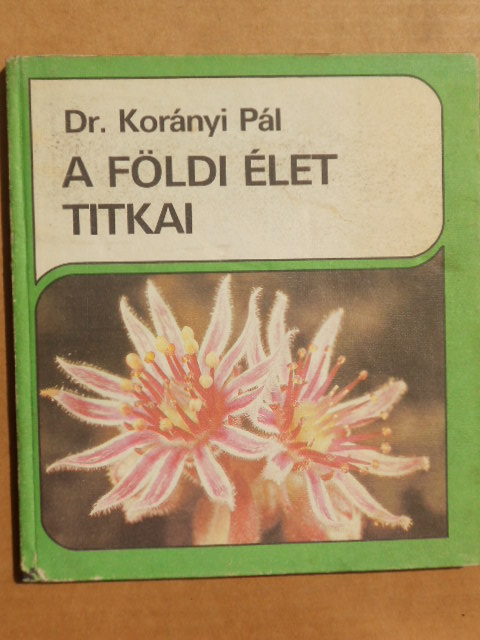 Dr. Korányi Pál
A FÖLDI ÉLET
TITKAI